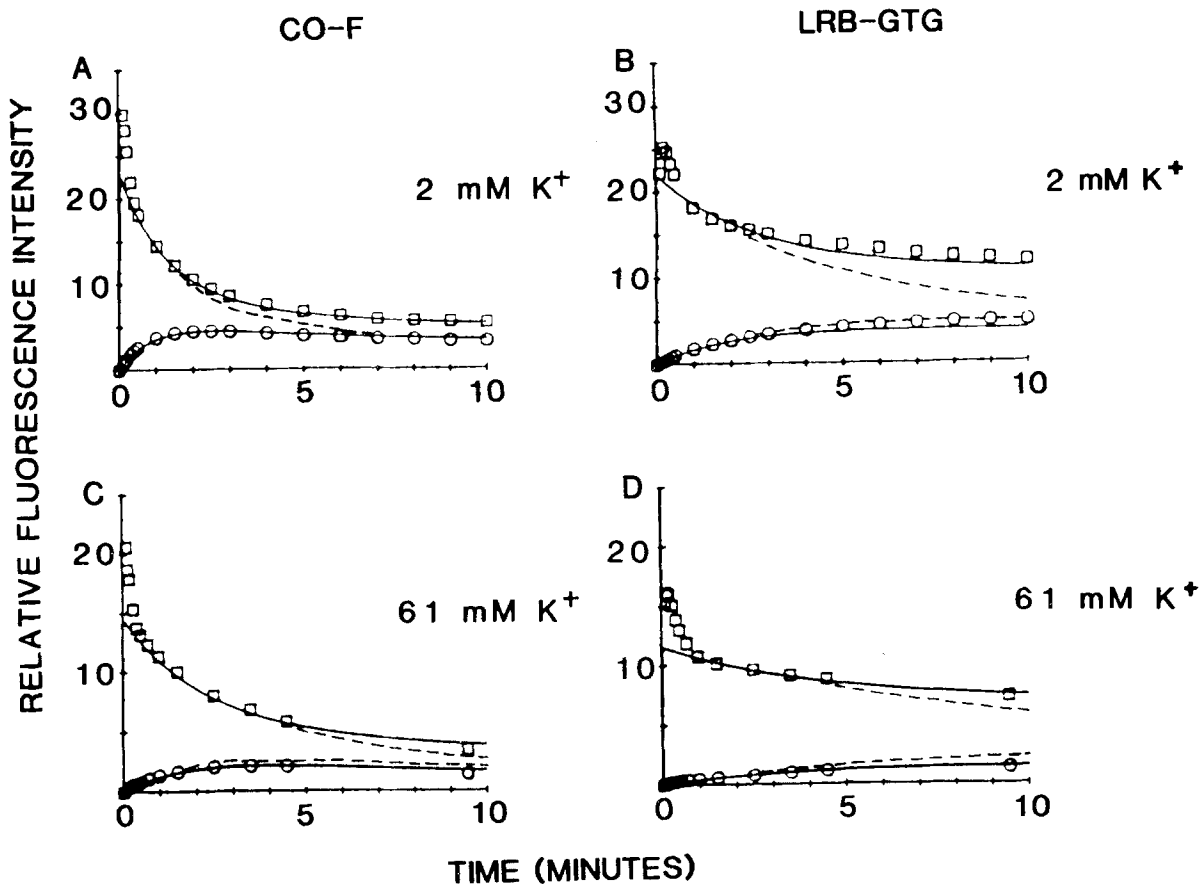 CO-F
LRB-GTG
RELATIVE FLUORESCENCE INTENSITY
A
30
20
10
0
5
10
2 mM K+
B
30
20
10
0
5
10
2 mM K+
C
20
10
0
5
10
61 mM K+
D
20
10
0
5
10
61 mM K+
TIME (MINUTES)